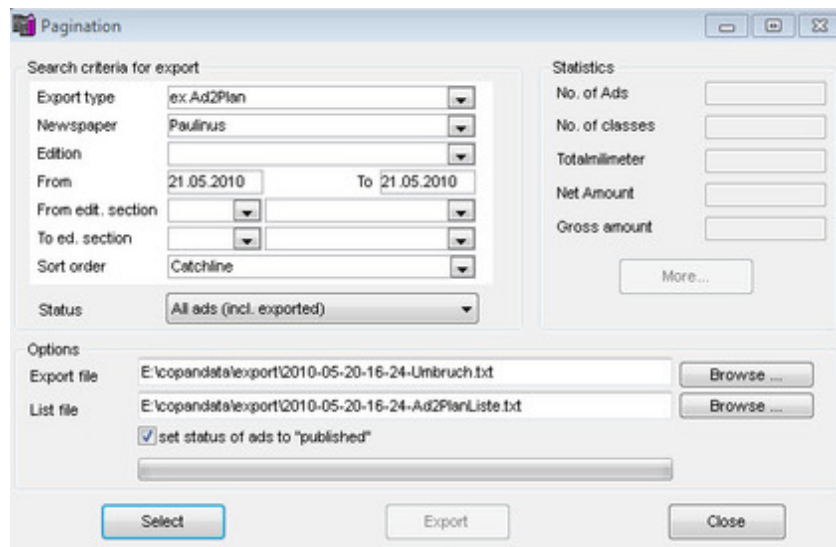 Pagination
Search criteria for export
Export type ex Ad2Plan
Newspaper Paulinus
Edition
From 21.05.2010 To 21.05.2010
From edit. section
To ed. section
Sort order Catchline
Status All ads (incl. exported)
Statistics
No. of Ads
No. of classes
Totalmilimeter
Net Amount
Gross amount
More...
Options
Export file E:\copandata\export\2010-05-20-16-24-Umbruch.txt Browse ...
List file E:\copandata\export\2010-05-20-16-24-Ad2PlanListe.txt Browse ...
set status of ads to "published"
Select Export Close